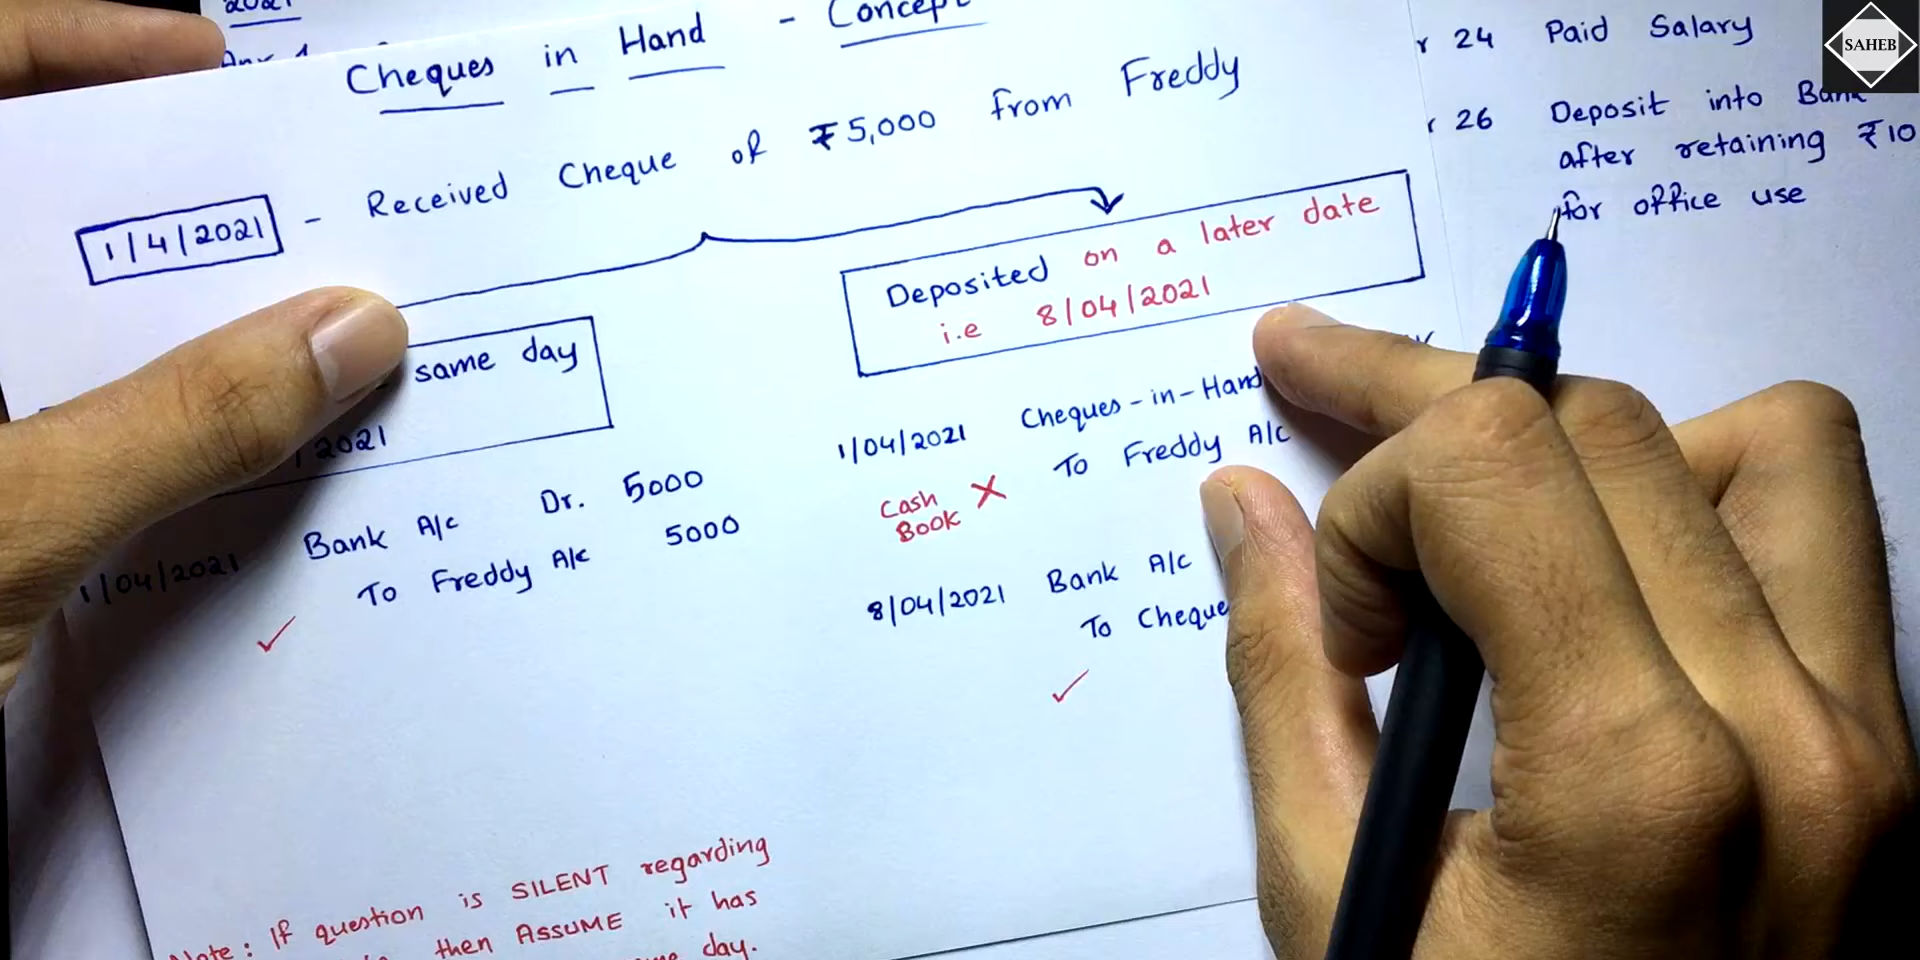 2021
Cheques in Hand - Concept
1/4/2021 - Received Cheque of ₹5,000 from Freddy
same day
2021
1/04/2021 Bank A/c Dr. 5000
To Freddy A/c 5000
✓
Deposited on a later date
i.e 8/04/2021
1/04/2021 Cheques-in-Hand
To Freddy A/c
Cash
Book X
8/04/2021 Bank A/c
To Cheque
✓
Note: If question is SILENT regarding
then ASSUME it has
day.
24 Paid Salary
26 Deposit into Bank
after retaining ₹10
for office use
SAHEB